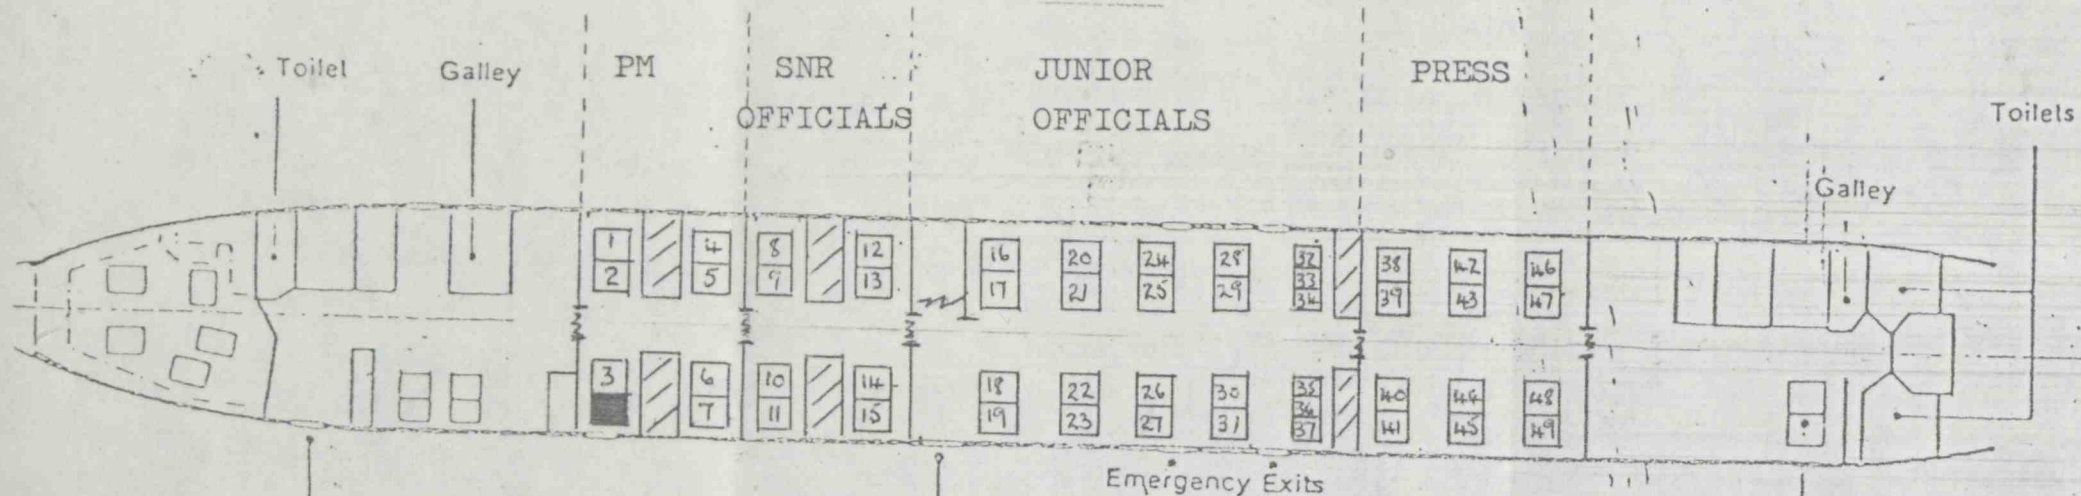 Toilet Galley PM SNR JUNIOR PRESS
OFFICIALS OFFICIALS
Toilets
Galley
1 4 8 12 16 20 24 28 32 38 42 46
2 5 9 13 17 21 25 29 33 39 43 47
34
3 6 10 14 18 22 26 30 35 40 44 48
7 11 15 19 23 27 31 36 41 45 49
37
Emergency Exits